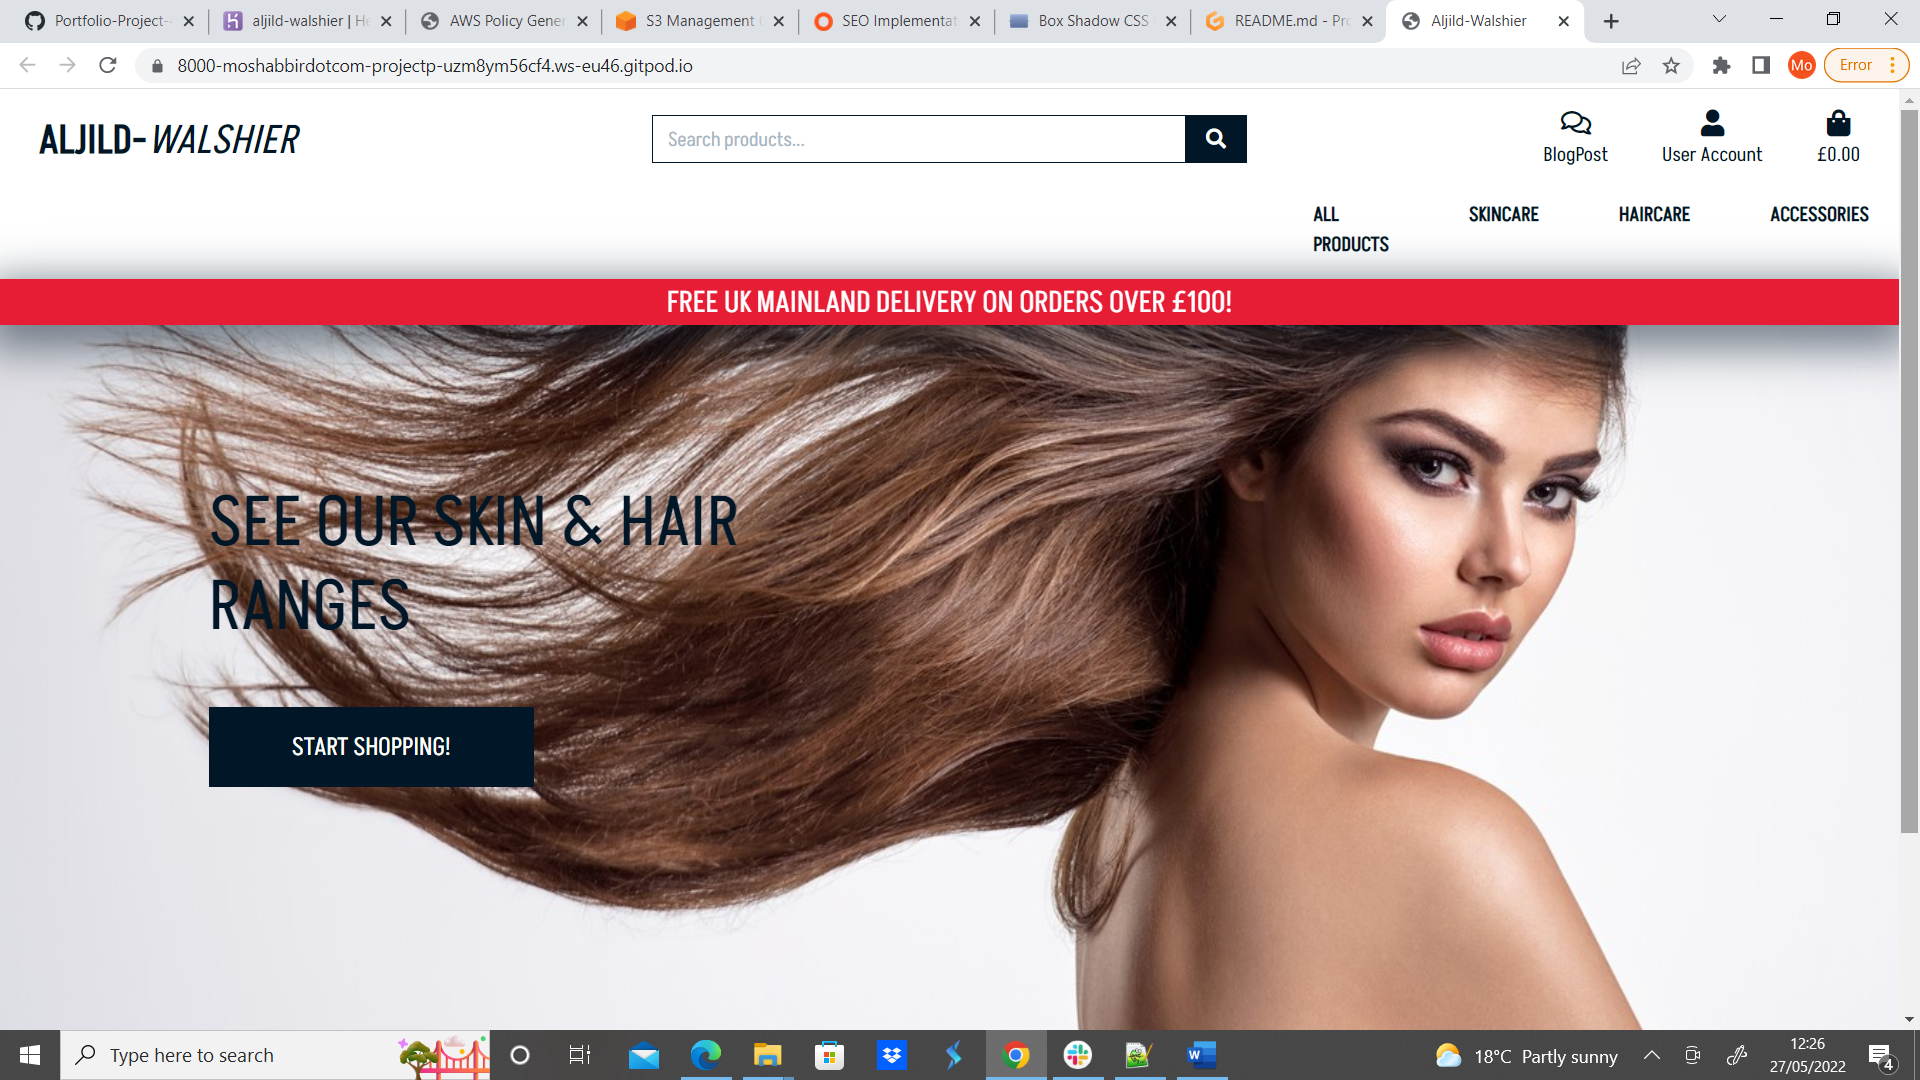 Portfolio-Project-
aljild-walshier | He
AWS Policy Gener
S3 Management
SEO Implementat
Box Shadow CSS
README.md - Pro
Aljild-Walshier
8000-moshabbirdotcom-projectp-uzm8ym56cf4.ws-eu46.gitpod.io
Mo
Error
ALJILD-WALSHIER
Search products...
BlogPost
User Account
£0.00
ALL
PRODUCTS
SKINCARE
HAIRCARE
ACCESSORIES
FREE UK MAINLAND DELIVERY ON ORDERS OVER £100!
SEE OUR SKIN & HAIR
RANGES
START SHOPPING!
Type here to search
18°C Partly sunny
12:26
27/05/2022
4